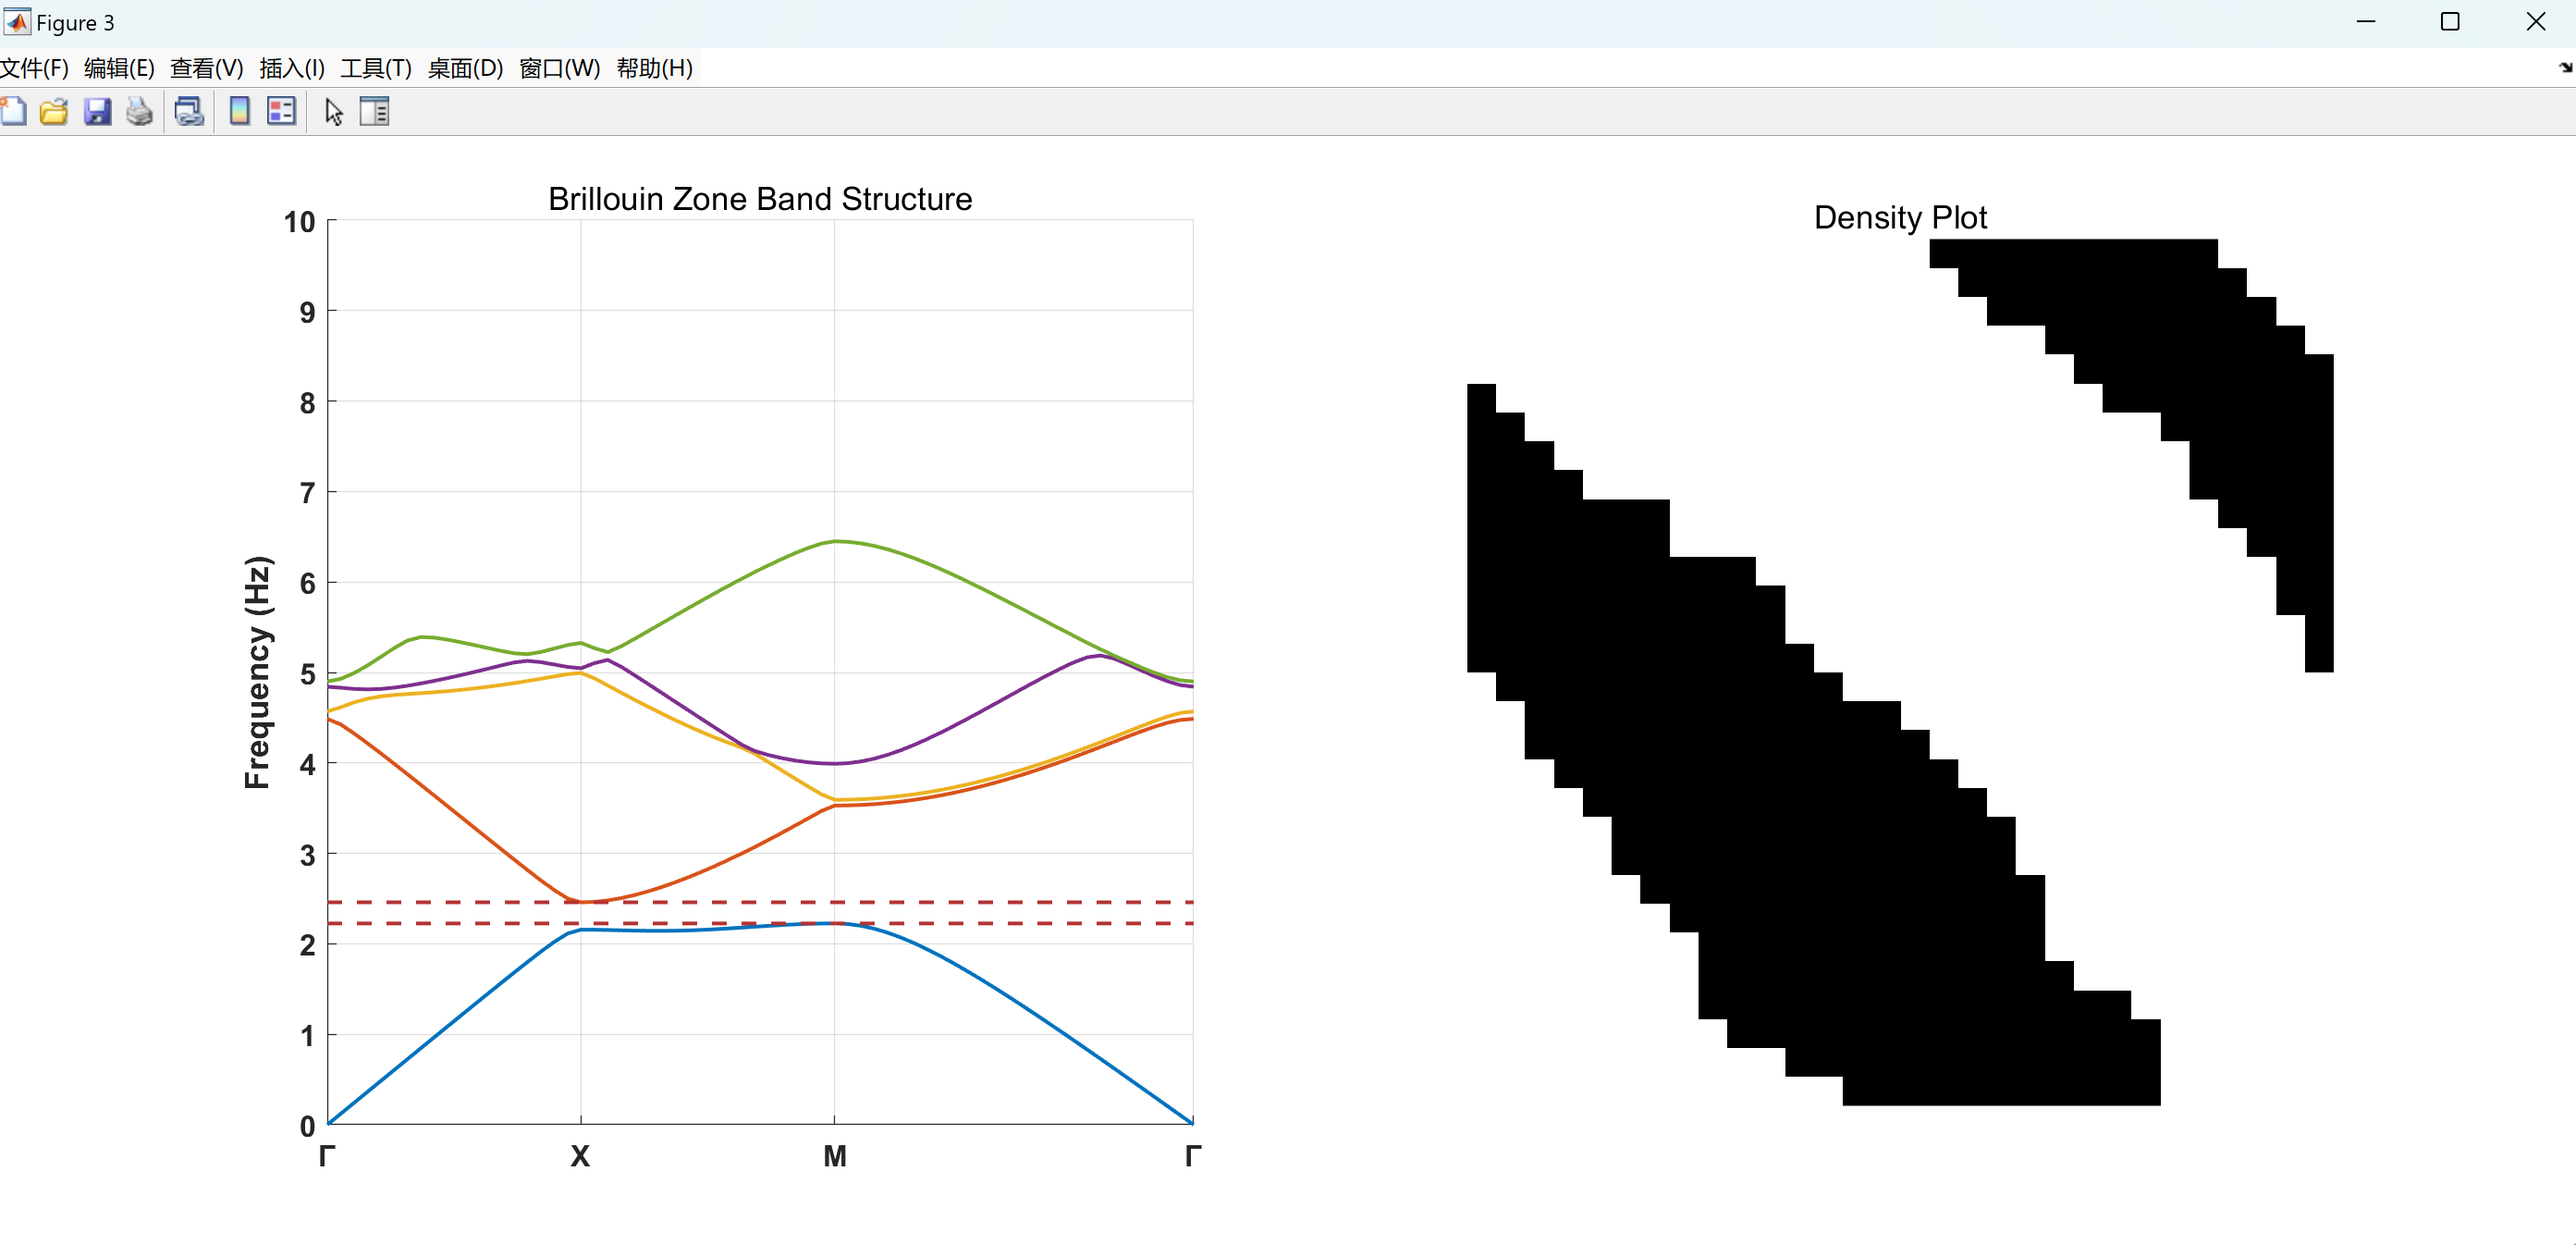 Figure 3
文件(F) 编辑(E) 查看(V) 插入(I) 工具(T) 桌面(D) 窗口(W) 帮助(H)
Brillouin Zone Band Structure
10
9
8
7
6
5
4
3
2
1
0
Frequency (Hz)
Γ X M Γ
Density Plot